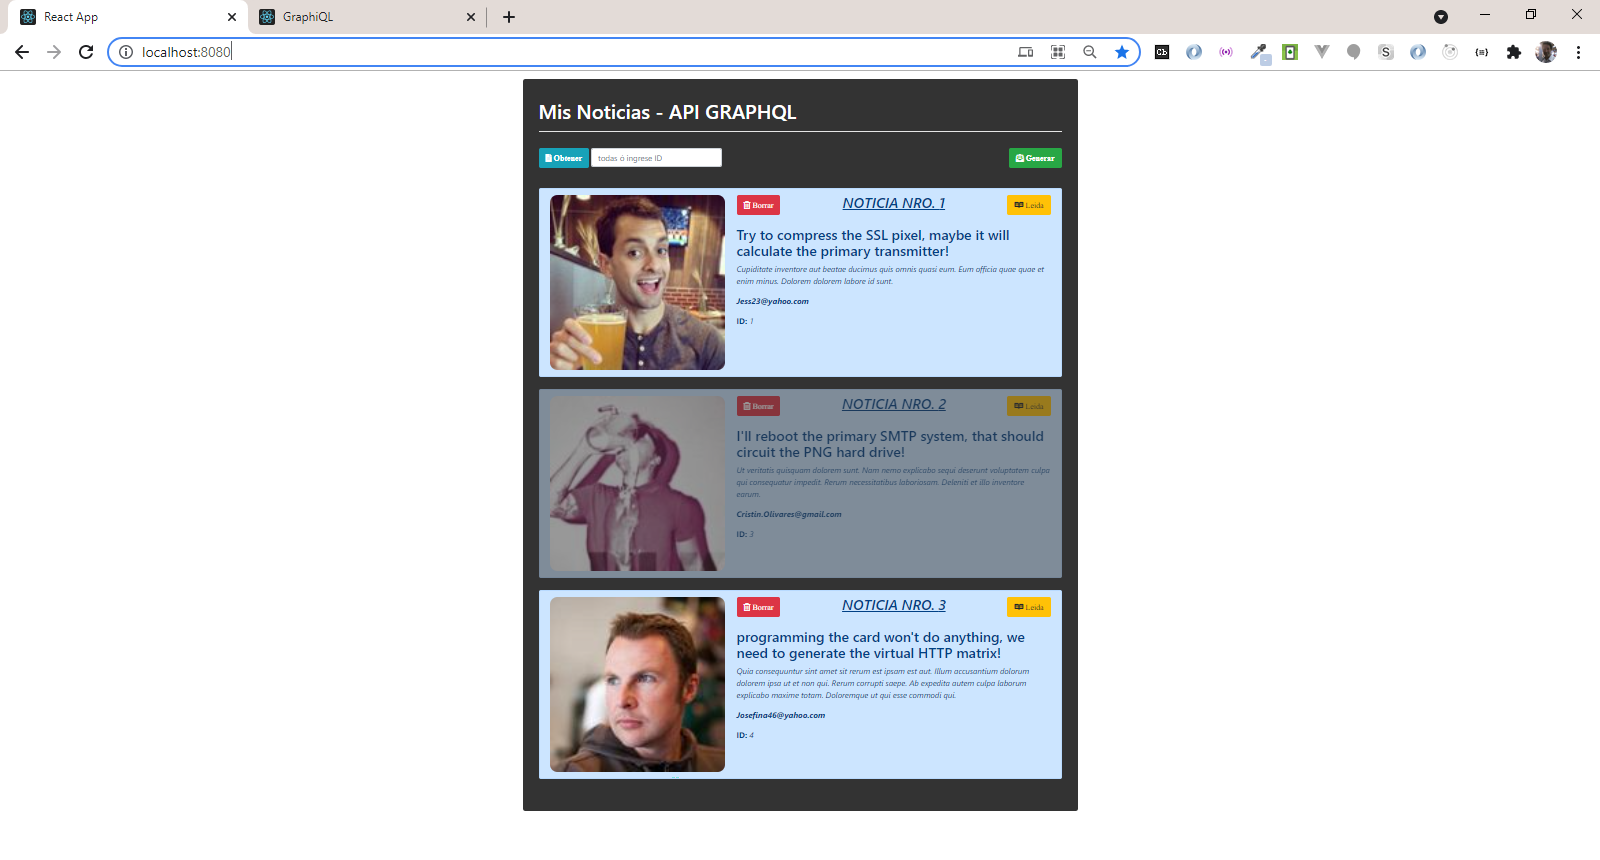 React App
GraphiQL
localhost:8080
Mis Noticias - API GRAPHQL
Obtener
todas ó ingrese ID
Generar
Borrar
NOTICIA NRO. 1
Leida
Try to compress the SSL pixel, maybe it will
calculate the primary transmitter!
Cupiditate inventore aut beatae ducimus quis omnis quasi eum. Eum officia quae quae et
enim minus. Dolorem dolorem labore id sunt.
Jess23@yahoo.com
ID: 1
Borrar
NOTICIA NRO. 2
Leida
I'll reboot the primary SMTP system, that should
circuit the PNG hard drive!
Ut veritatis quisquam dolorem sunt. Nam nemo explicabo sequi deserunt voluptatem culpa
qui consequatur impedit. Rerum necessitatibus laboriosam. Deleniti et illo inventore
earum.
Cristin.Olivares@gmail.com
ID: 3
Borrar
NOTICIA NRO. 3
Leida
programming the card won't do anything, we
need to generate the virtual HTTP matrix!
Quia consequuntur sint amet sit rerum est ipsam est aut. Illum accusantium dolorum
dolorem ipsa ut et non qui. Rerum corrupti saepe. Ab expedita autem culpa laborum
explicabo maxime totam. Doloremque ut qui esse commodi qui.
Josefina46@yahoo.com
ID: 4